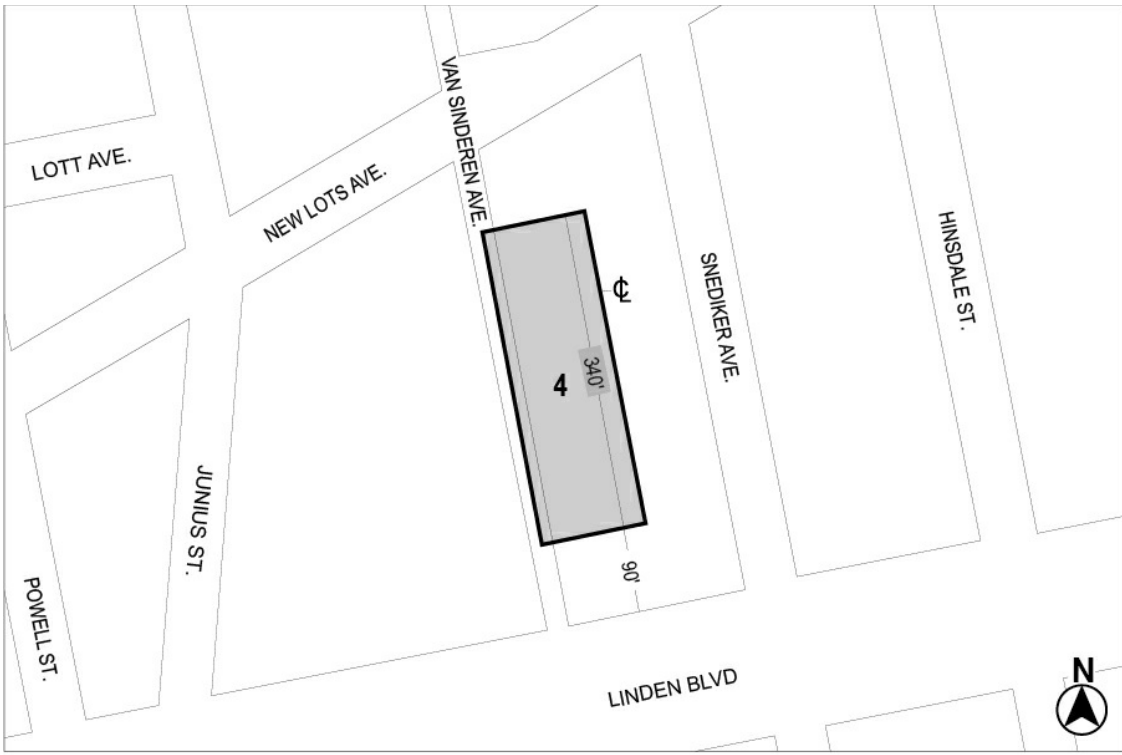 VAN SINDEREN AVE.
LOTT AVE.
NEW LOTS AVE.
HINSDALE ST.
SNEDIKER AVE.
℄
340'
4
JUNIUS ST.
90'
POWELL ST.
LINDEN BLVD
N